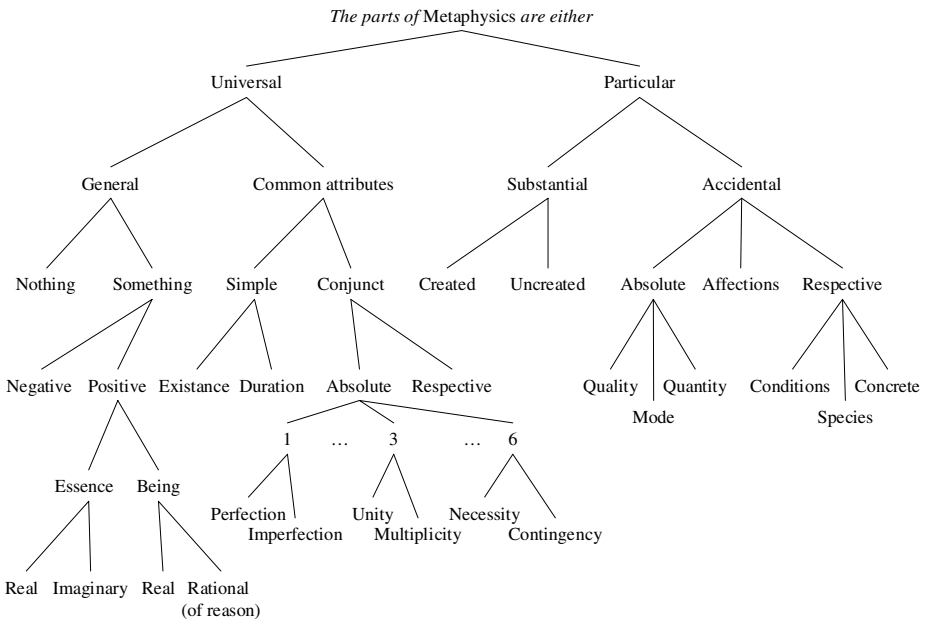 The parts of Metaphysics are either
Universal Particular
General Common attributes Substantial Accidental
Nothing Something Simple Conjunct Created Uncreated Absolute Affections Respective
Negative Positive Existance Duration Absolute Respective Quality Quantity Conditions Concrete
Mode Species
1 … 3 … 6
Essence Being
Perfection Unity Necessity
Imperfection Multiplicity Contingency
Real Imaginary Real Rational
(of reason)